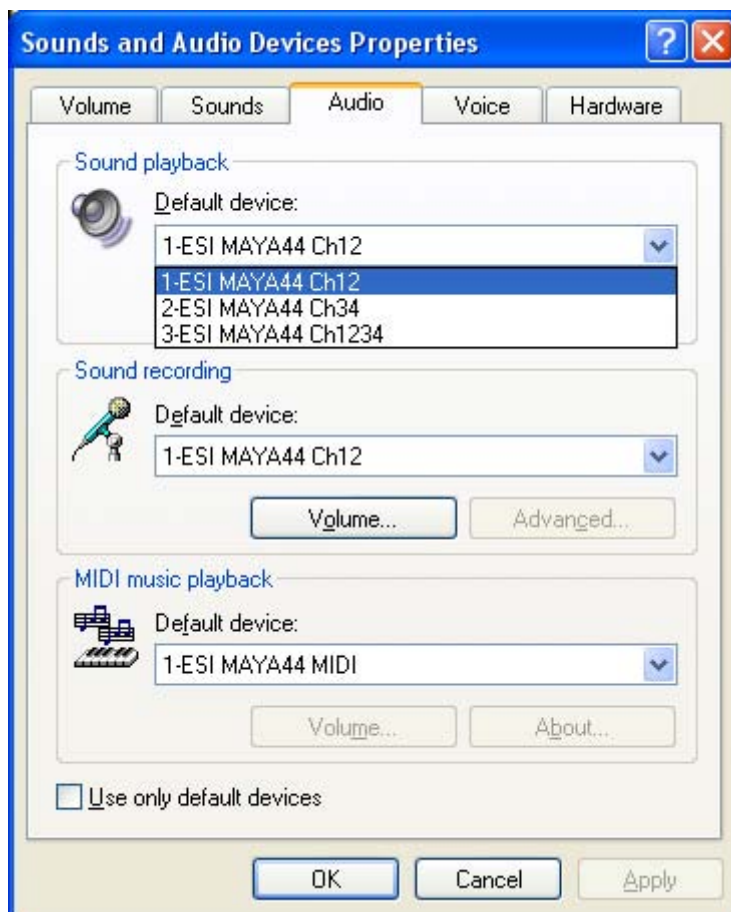 Sounds and Audio Devices Properties
Volume Sounds Audio Voice Hardware
Sound playback
Default device:
1-ESI MAYA44 Ch12
1-ESI MAYA44 Ch12
2-ESI MAYA44 Ch34
3-ESI MAYA44 Ch1234
Sound recording
Default device:
1-ESI MAYA44 Ch12
Volume... Advanced...
MIDI music playback
Default device:
1-ESI MAYA44 MIDI
Volume... About...
Use only default devices
OK Cancel Apply